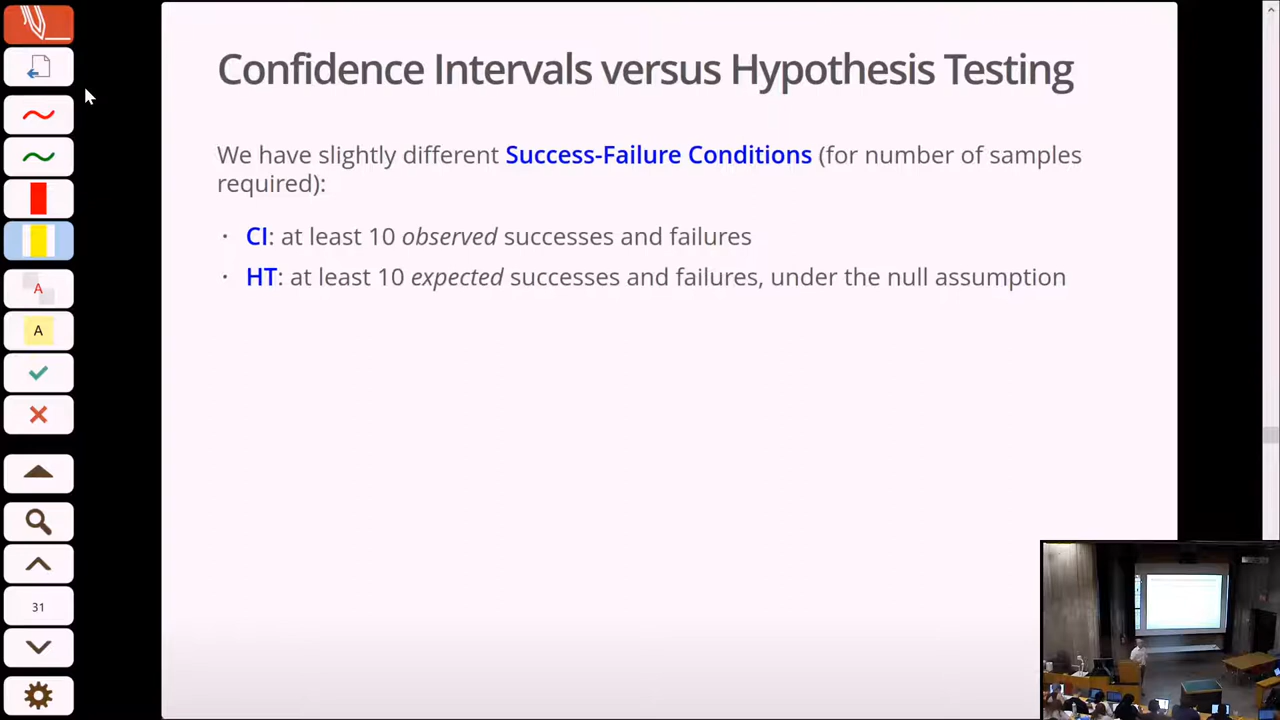 Confidence Intervals versus Hypothesis Testing
We have slightly different Success-Failure Conditions (for number of samples
required):
· CI: at least 10 observed successes and failures
· HT: at least 10 expected successes and failures, under the null assumption
A
A
31